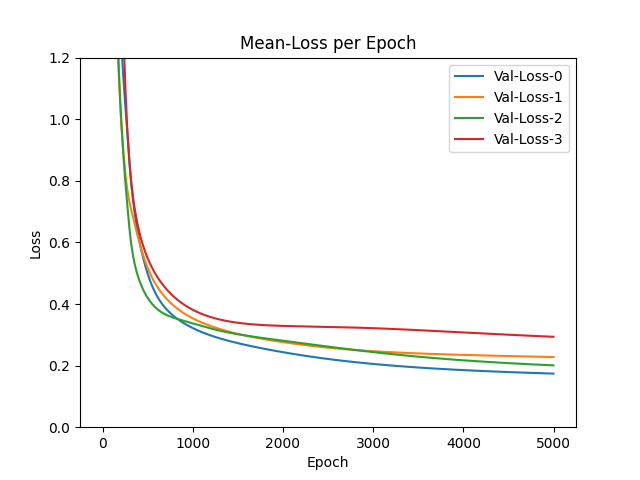 Mean-Loss per Epoch
Val-Loss-0
Val-Loss-1
Val-Loss-2
Val-Loss-3
Loss
1.2
1.0
0.8
0.6
0.4
0.2
0.0
0 1000 2000 3000 4000 5000
Epoch